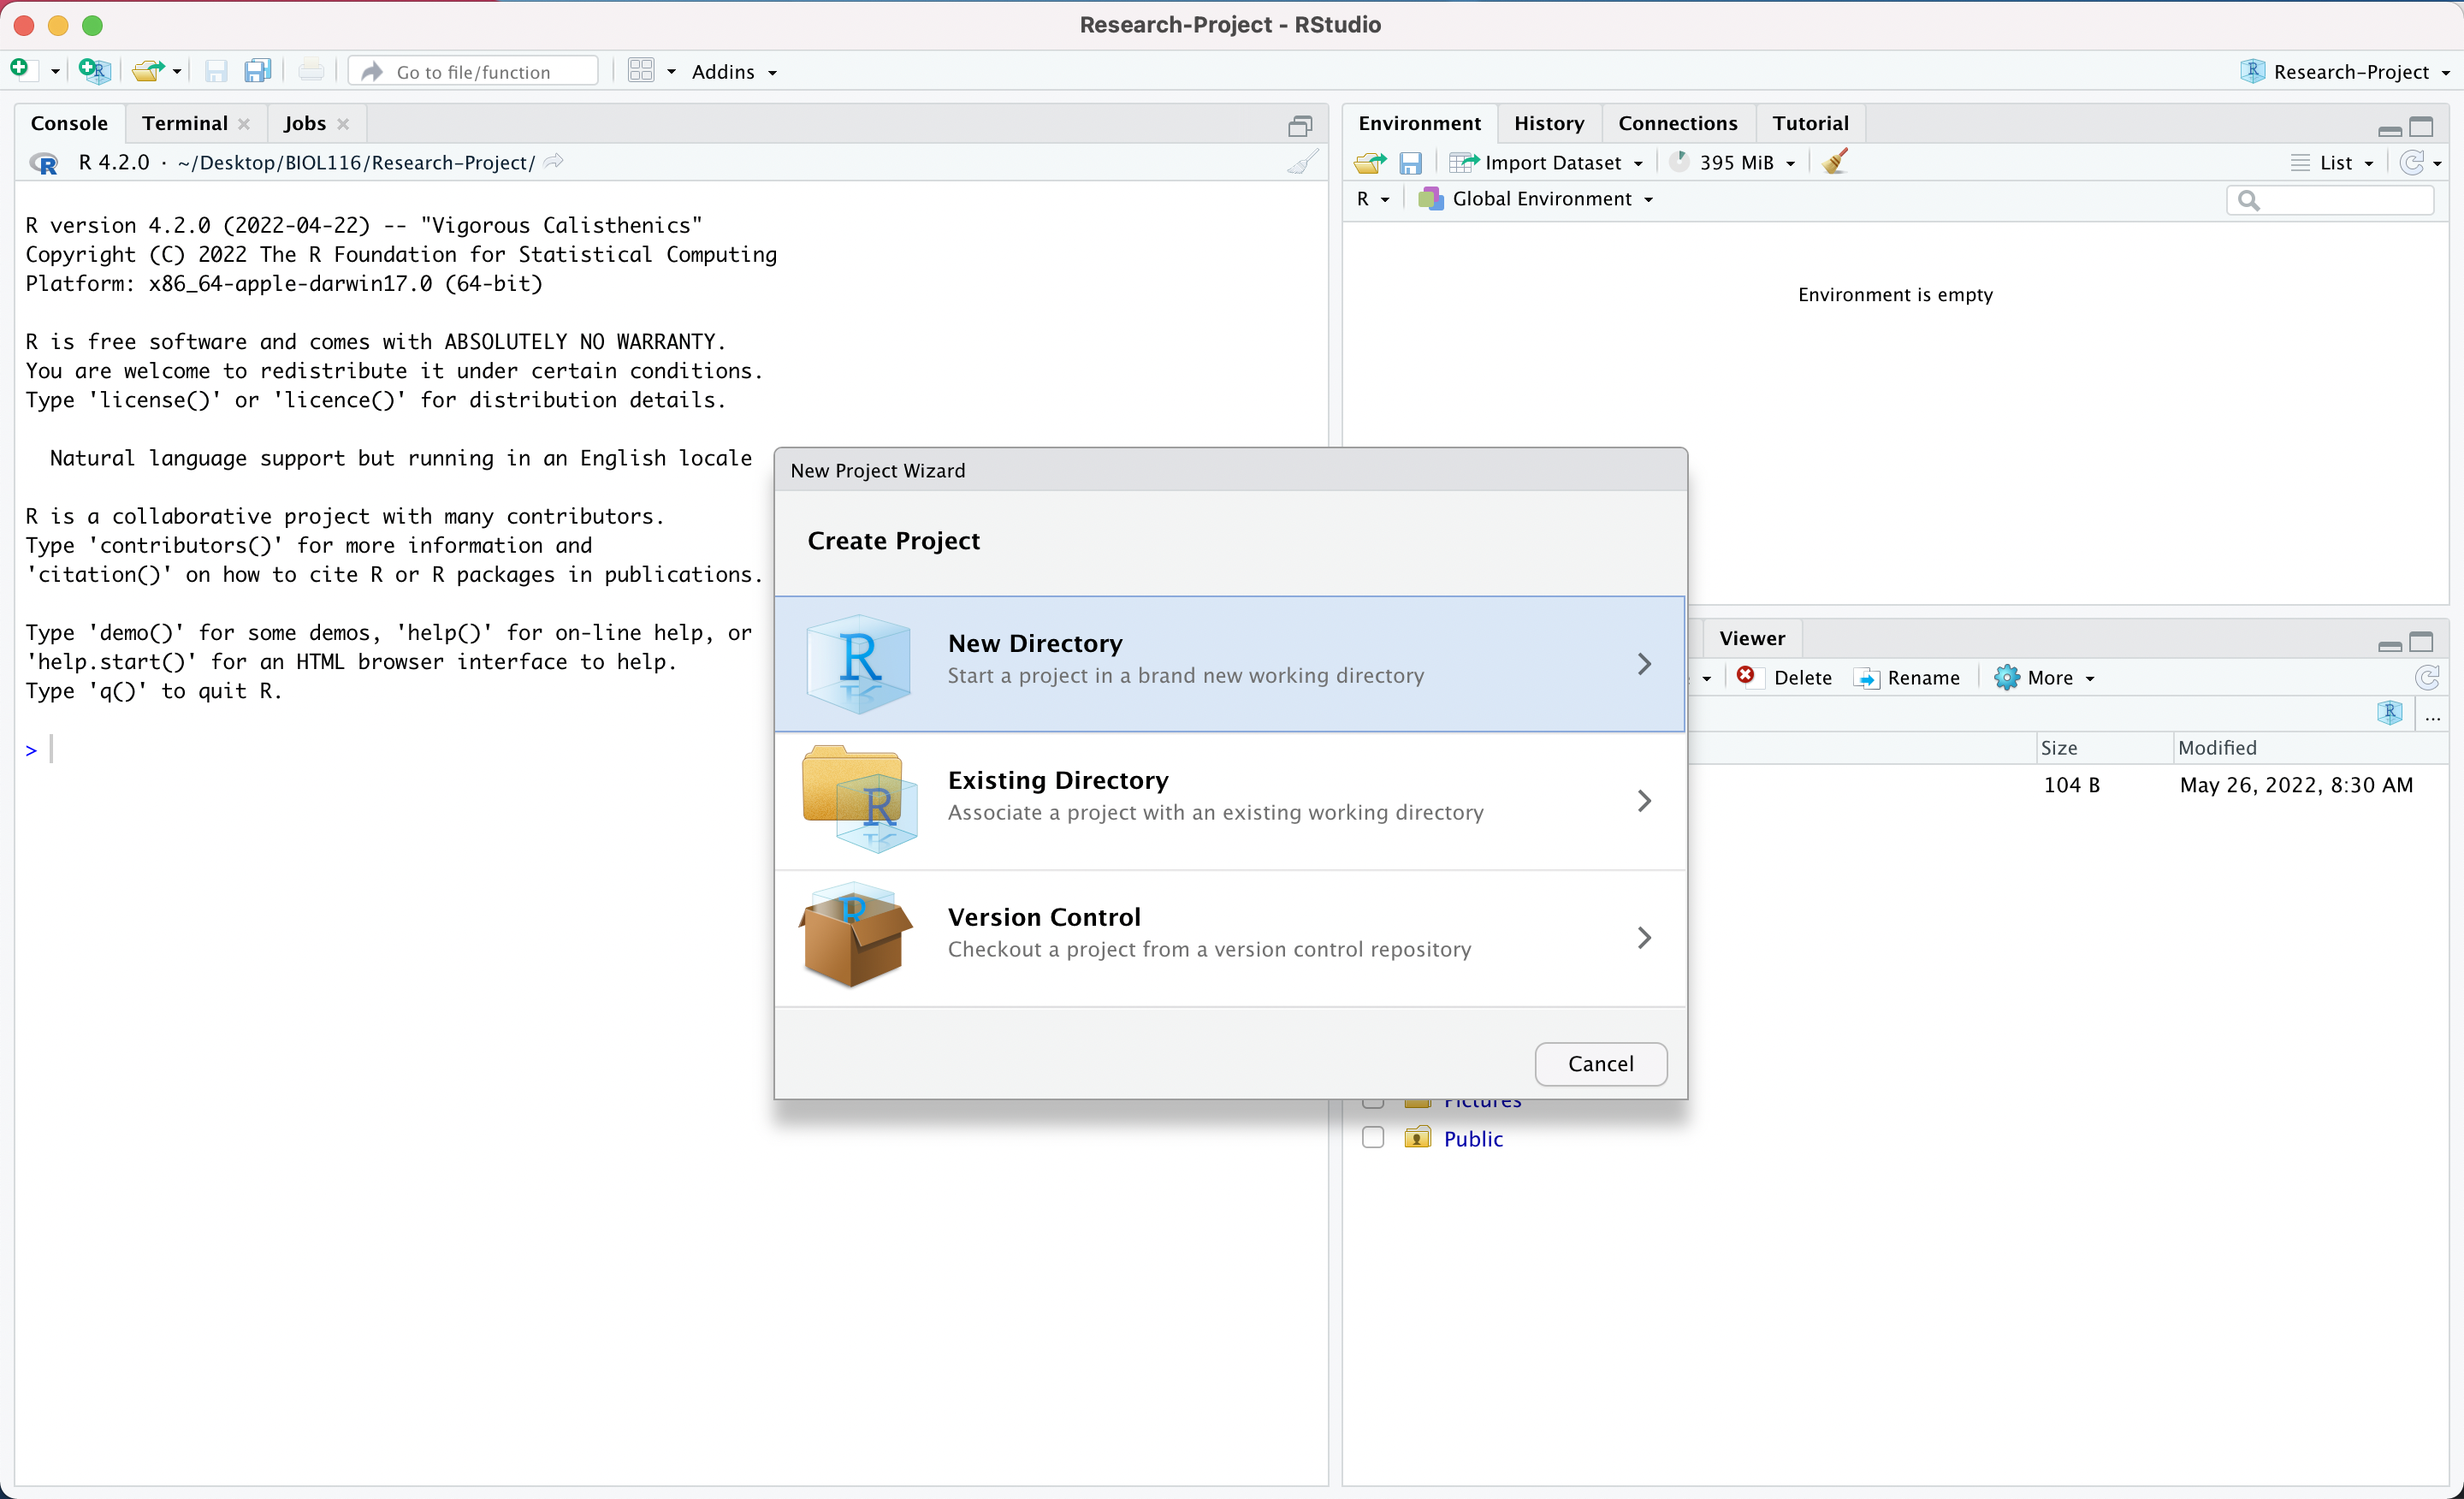 Research-Project - RStudio
Go to file/function
Addins
Research-Project
Console
Terminal
Jobs
R 4.2.0 · ~/Desktop/BIOL116/Research-Project/
R version 4.2.0 (2022-04-22) -- "Vigorous Calisthenics"
Copyright (C) 2022 The R Foundation for Statistical Computing
Platform: x86_64-apple-darwin17.0 (64-bit)
R is free software and comes with ABSOLUTELY NO WARRANTY.
You are welcome to redistribute it under certain conditions.
Type 'license()' or 'licence()' for distribution details.
Natural language support but running in an English locale
R is a collaborative project with many contributors.
Type 'contributors()' for more information and
'citation()' on how to cite R or R packages in publications.
Type 'demo()' for some demos, 'help()' for on-line help, or
'help.start()' for an HTML browser interface to help.
Type 'q()' to quit R.
>
Environment
History
Connections
Tutorial
Import Dataset
395 MiB
List
R
Global Environment
Environment is empty
New Project Wizard
Create Project
New Directory
Start a project in a brand new working directory
Existing Directory
Associate a project with an existing working directory
Version Control
Checkout a project from a version control repository
Cancel
Viewer
Delete
Rename
More
...
Size
Modified
104 B
May 26, 2022, 8:30 AM
Pictures
Public